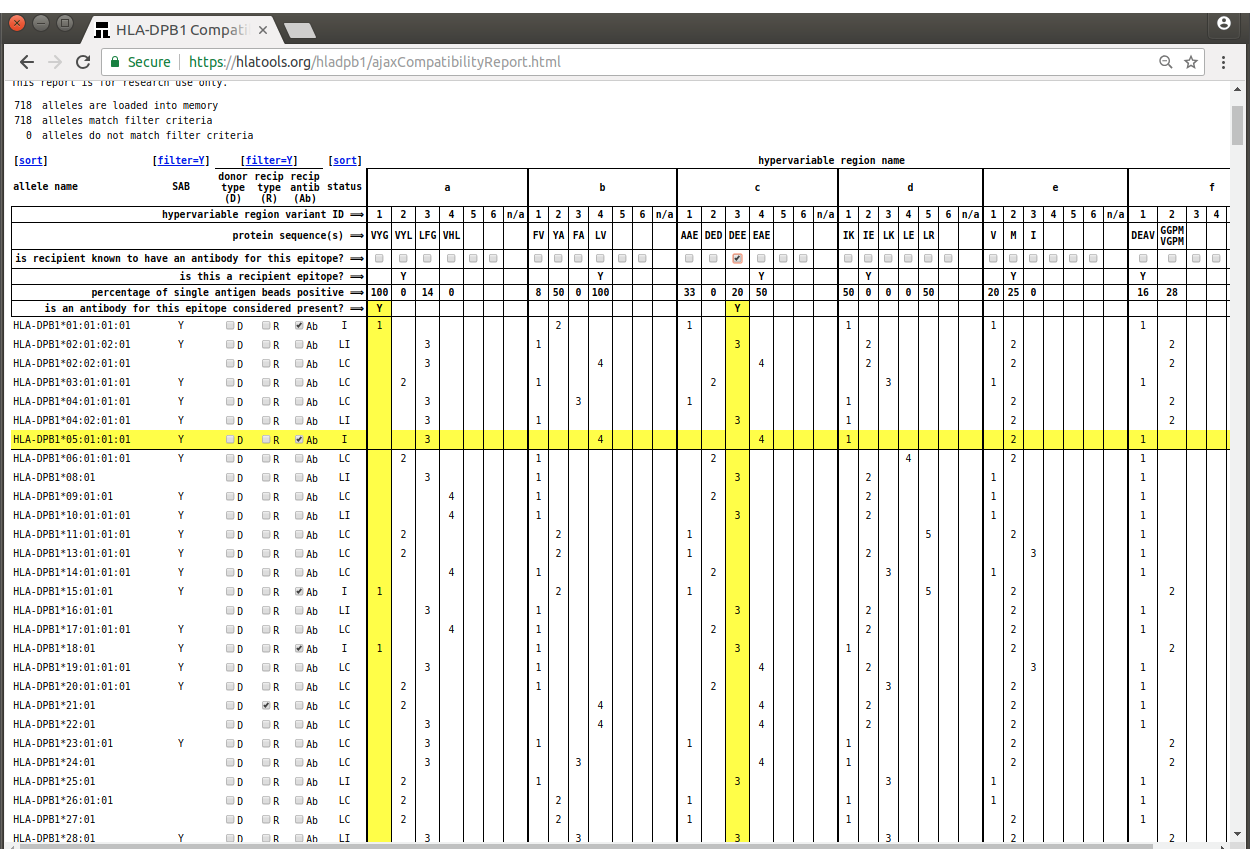 HLA-DPB1 Compati
Secure https://hlatools.org/hladpb1/ajaxCompatibilityReport.html
This report is for research use only.
718 alleles are loaded into memory
718 alleles match filter criteria
0 alleles do not match filter criteria
[sort] [filter=Y] [filter=Y] [sort] hypervariable region name
allele name SAB donor type (D) recip type (R) recip antib (Ab) status a b c d e f
hypervariable region variant ID ⟹ 1 2 3 4 5 6 n/a 1 2 3 4 5 6 n/a 1 2 3 4 5 6 n/a 1 2 3 4 5 6 n/a 1 2 3 4 5 6 n/a 1 2 3 4
protein sequence(s) ⟹ VYG VYL LFG VHL FV YA FA LV AAE DED DEE EAE IK IE LK LE LR V M I DEAV GGPM VGPM
is recipient known to have an antibody for this epitope? ⟹
is this a recipient epitope? ⟹ Y Y Y Y Y Y
percentage of single antigen beads positive ⟹ 100 0 14 0 8 50 0 100 33 0 20 50 50 0 0 0 50 20 25 0 16 28
is an antibody for this epitope considered present? ⟹ Y Y
HLA-DPB1*01:01:01:01 Y D R Ab I 1 2 1 1 1 1
HLA-DPB1*02:01:02:01 Y D R Ab LI 3 1 3 2 2 2
HLA-DPB1*02:02:01:01 D R Ab LC 3 4 4 2 2 2
HLA-DPB1*03:01:01:01 Y D R Ab LC 2 1 2 3 1 1
HLA-DPB1*04:01:01:01 Y D R Ab LC 3 3 1 1 2 2
HLA-DPB1*04:02:01:01 Y D R Ab LI 3 1 3 1 2 2
HLA-DPB1*05:01:01:01 Y D R Ab I 3 4 4 1 2 1
HLA-DPB1*06:01:01:01 Y D R Ab LC 2 1 2 4 2 1
HLA-DPB1*08:01 D R Ab LI 3 1 3 2 1 1
HLA-DPB1*09:01:01 Y D R Ab LC 4 1 2 2 1 1
HLA-DPB1*10:01:01:01 Y D R Ab LI 4 1 3 2 1 1
HLA-DPB1*11:01:01:01 Y D R Ab LC 2 2 1 5 2 1
HLA-DPB1*13:01:01:01 Y D R Ab LC 2 2 1 2 3 1
HLA-DPB1*14:01:01:01 Y D R Ab LC 4 1 2 3 1 1
HLA-DPB1*15:01:01:01 Y D R Ab I 1 2 1 5 2 2
HLA-DPB1*16:01:01 D R Ab LI 3 1 3 2 2 1
HLA-DPB1*17:01:01:01 Y D R Ab LC 4 1 2 2 2 1
HLA-DPB1*18:01 Y D R Ab I 1 1 3 1 2 2
HLA-DPB1*19:01:01:01 Y D R Ab LC 3 1 4 2 3 1
HLA-DPB1*20:01:01:01 Y D R Ab LC 2 1 2 3 2 1
HLA-DPB1*21:01 D R Ab LC 2 4 4 2 2 1
HLA-DPB1*22:01 D R Ab LC 3 4 4 2 2 1
HLA-DPB1*23:01:01 Y D R Ab LC 3 1 1 1 2 2
HLA-DPB1*24:01 D R Ab LC 3 3 4 1 2 2
HLA-DPB1*25:01 D R Ab LI 2 1 3 3 1 1
HLA-DPB1*26:01:01 D R Ab LC 2 2 1 1 1 1
HLA-DPB1*27:01 D R Ab LC 2 2 1 1 2 1
HLA-DPB1*28:01 Y D R Ab LI 3 3 3 3 2 2